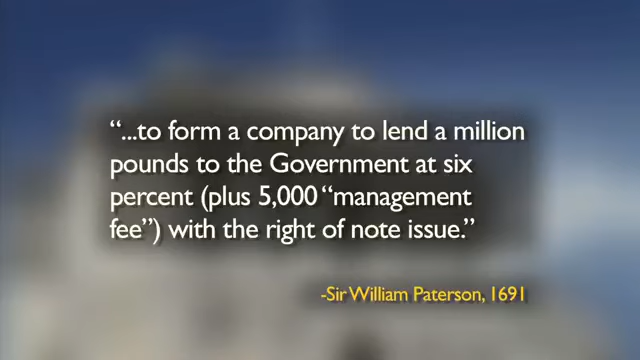 “...to form a company to lend a million
pounds to the Government at six
percent (plus 5,000 “management
fee”) with the right of note issue.”
-Sir William Paterson, 1691